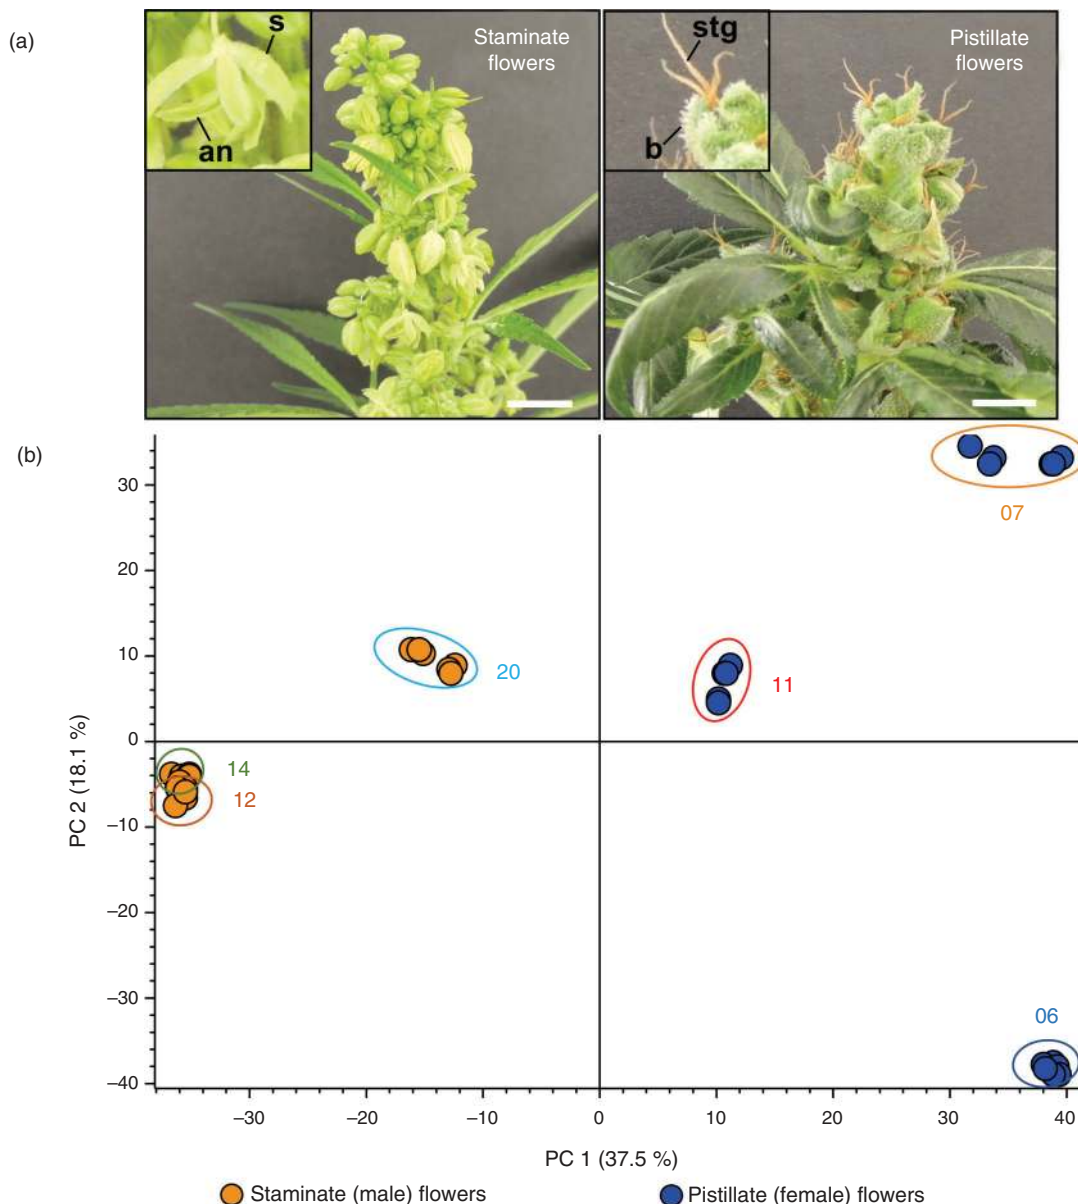 (a)
s
an
Staminate
flowers
stg
b
Pistillate
flowers
(b)
PC 2 (18.1 %)
30
20
10
0
–10
–20
–30
–40
07
20
11
14
12
06
–30
–20
–10
0
10
20
30
40
PC 1 (37.5 %)
Staminate (male) flowers
Pistillate (female) flowers